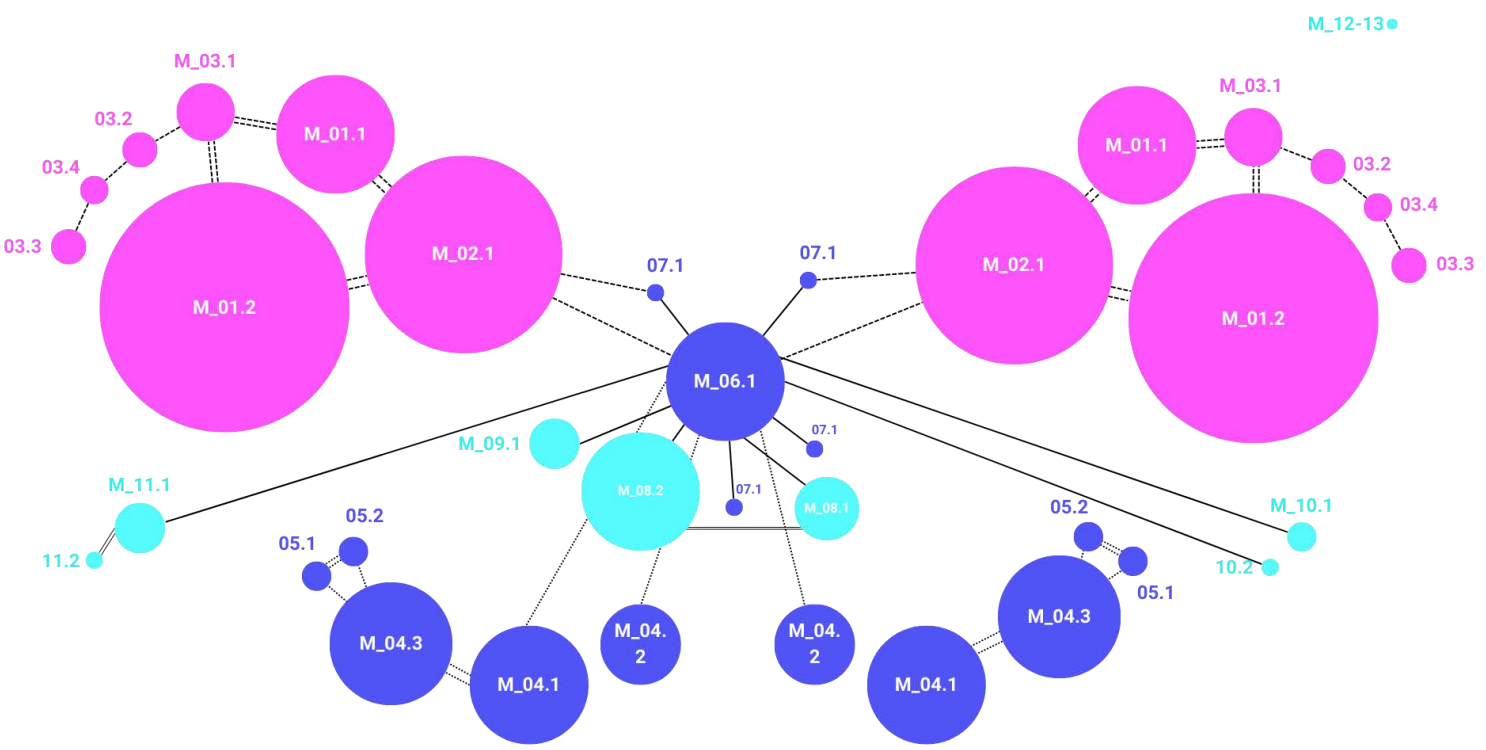 M_12-13
M_03.1
M_03.1
03.2
M_01.1
M_01.1
03.2
03.4
03.4
03.3
M_02.1
07.1
07.1
M_02.1
03.3
M_01.2
M_01.2
M_06.1
07.1
M_09.1
M_11.1
M_08.2
07.1
M_08.1
M_10.1
05.2
05.2
05.1
11.2
10.2
05.1
M_04.3
M_04.3
M_04.
2
M_04.
2
M_04.1
M_04.1